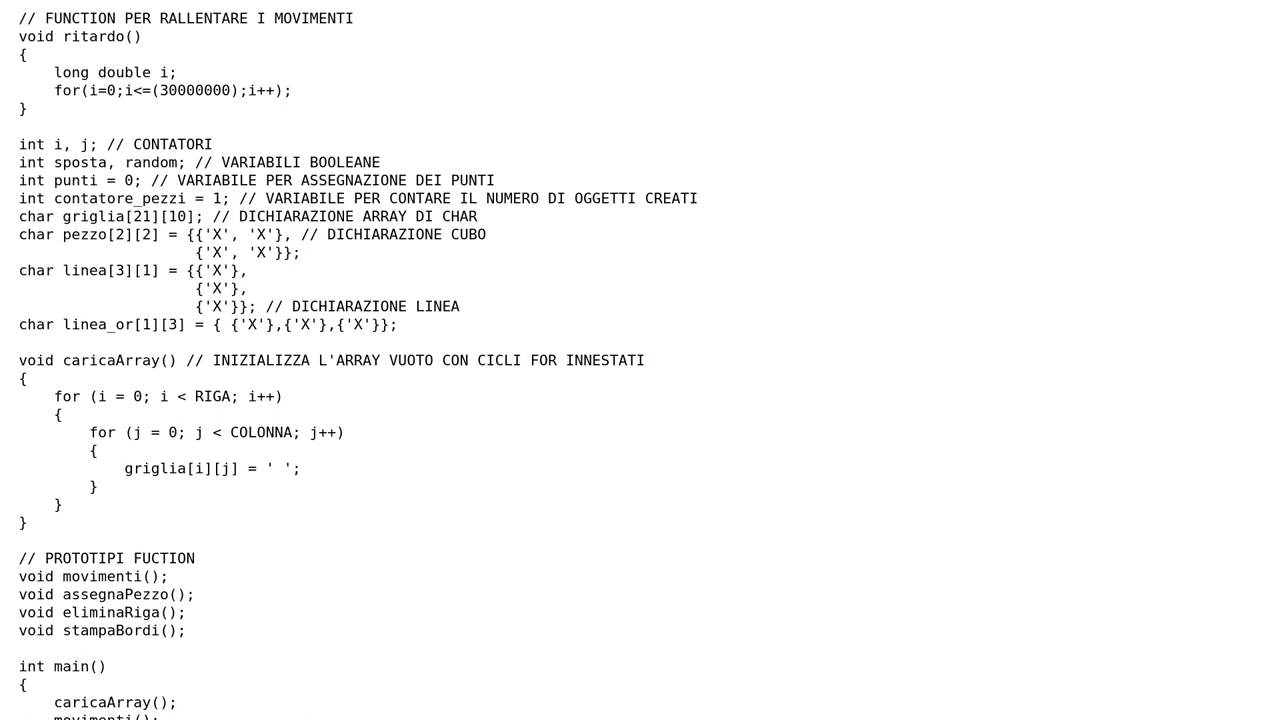 // FUNCTION PER RALLENTARE I MOVIMENTI
void ritardo()
{
    long double i;
    for(i=0;i<=(30000000);i++);
}

int i, j; // CONTATORI
int sposta, random; // VARIABILI BOOLEANE
int punti = 0; // VARIABILE PER ASSEGNAZIONE DEI PUNTI
int contatore_pezzi = 1; // VARIABILE PER CONTARE IL NUMERO DI OGGETTI CREATI
char griglia[21][10]; // DICHIARAZIONE ARRAY DI CHAR
char pezzo[2][2] = {{'X', 'X'}, // DICHIARAZIONE CUBO
                    {'X', 'X'}};
char linea[3][1] = {{'X'},
                    {'X'},
                    {'X'}}; // DICHIARAZIONE LINEA
char linea_or[1][3] = { {'X'},{'X'},{'X'}};

void caricaArray() // INIZIALIZZA L'ARRAY VUOTO CON CICLI FOR INNESTATI
{
    for (i = 0; i < RIGA; i++)
    {
        for (j = 0; j < COLONNA; j++)
        {
            griglia[i][j] = ' ';
        }
    }
}

// PROTOTIPI FUCTION
void movimenti();
void assegnaPezzo();
void eliminaRiga();
void stampaBordi();

int main()
{
    caricaArray();
    movimenti();